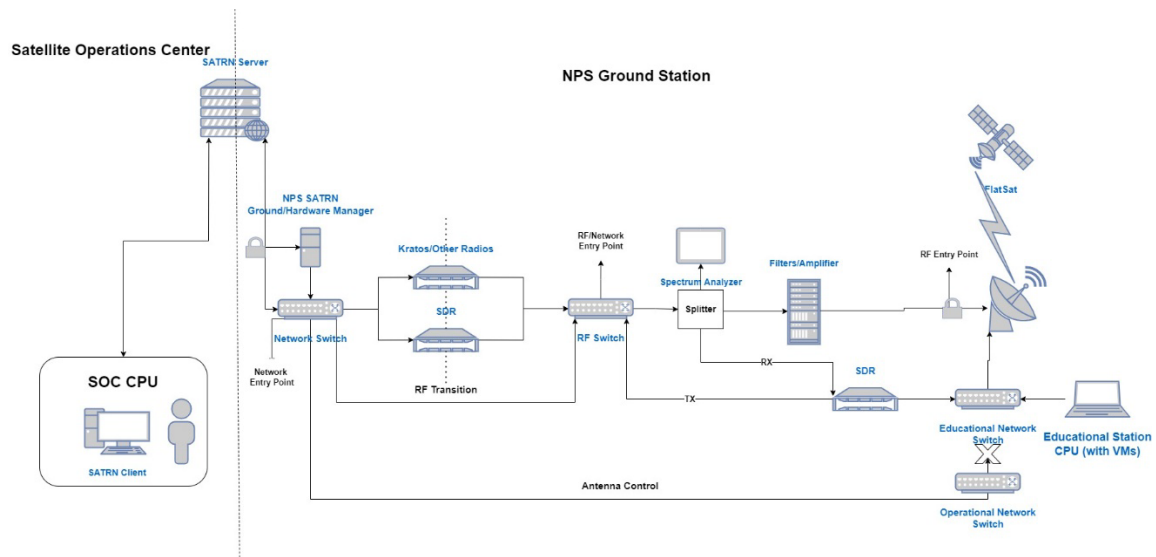 Satellite Operations Center
SATRN Server
NPS Ground Station
FlatSat
NPS SATRN
Ground/Hardware Manager
Kratos/Other Radios
RF/Network
Entry Point
Spectrum Analyzer
Filters/Amplifier
RF Entry Point
SDR
Splitter
Network Switch
RF Switch
Network
Entry Point
RF Transition
RX
TX
SDR
SOC CPU
SATRN Client
Educational Network
Switch
Educational Station
CPU (with VMs)
Antenna Control
Operational Network
Switch